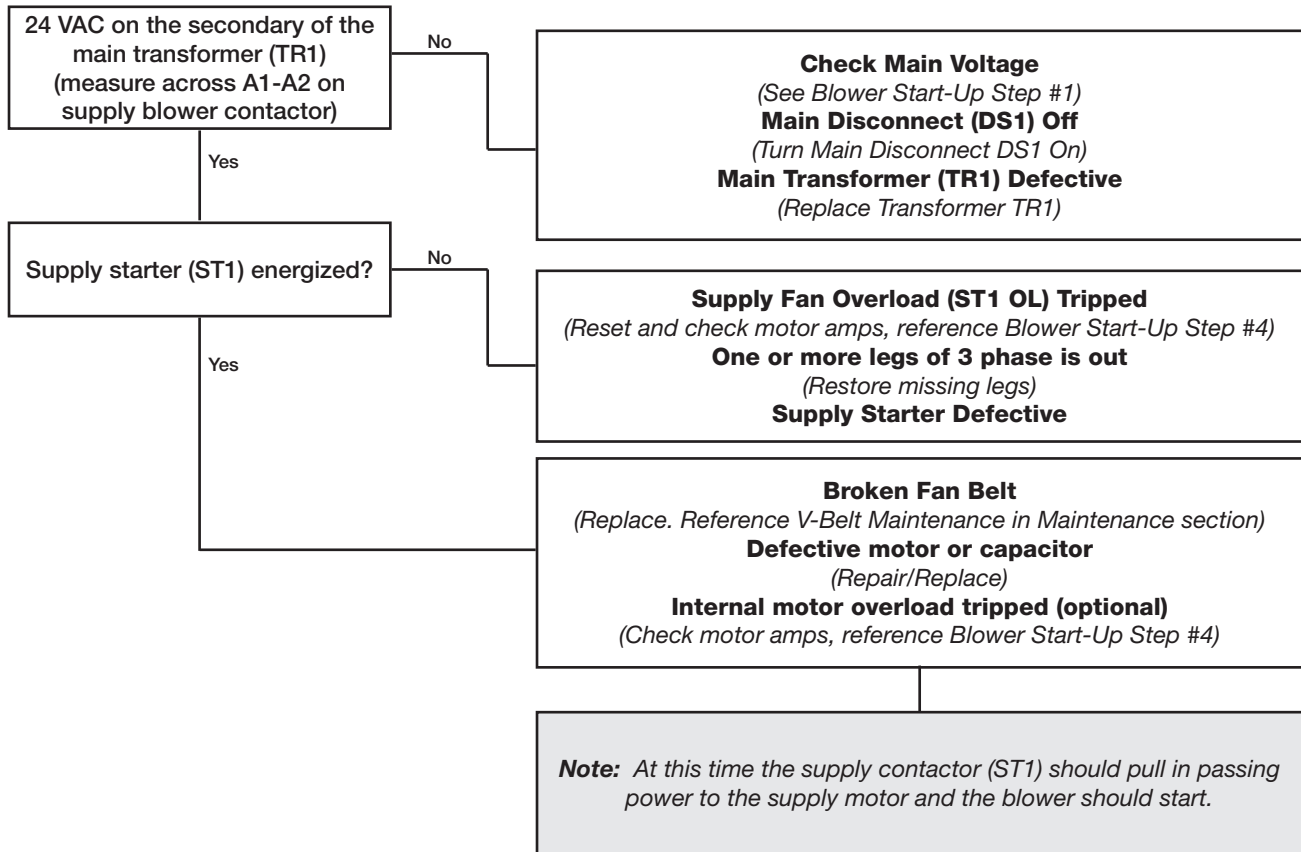 24 VAC on the secondary of the
main transformer (TR1)
(measure across A1-A2 on
supply blower contactor)
No
Check Main Voltage
(See Blower Start-Up Step #1)
Main Disconnect (DS1) Off
(Turn Main Disconnect DS1 On)
Main Transformer (TR1) Defective
(Replace Transformer TR1)
Yes
Supply starter (ST1) energized?
No
Supply Fan Overload (ST1 OL) Tripped
(Reset and check motor amps, reference Blower Start-Up Step #4)
One or more legs of 3 phase is out
(Restore missing legs)
Supply Starter Defective
Yes
Broken Fan Belt
(Replace. Reference V-Belt Maintenance in Maintenance section)
Defective motor or capacitor
(Repair/Replace)
Internal motor overload tripped (optional)
(Check motor amps, reference Blower Start-Up Step #4)
Note: At this time the supply contactor (ST1) should pull in passing
power to the supply motor and the blower should start.